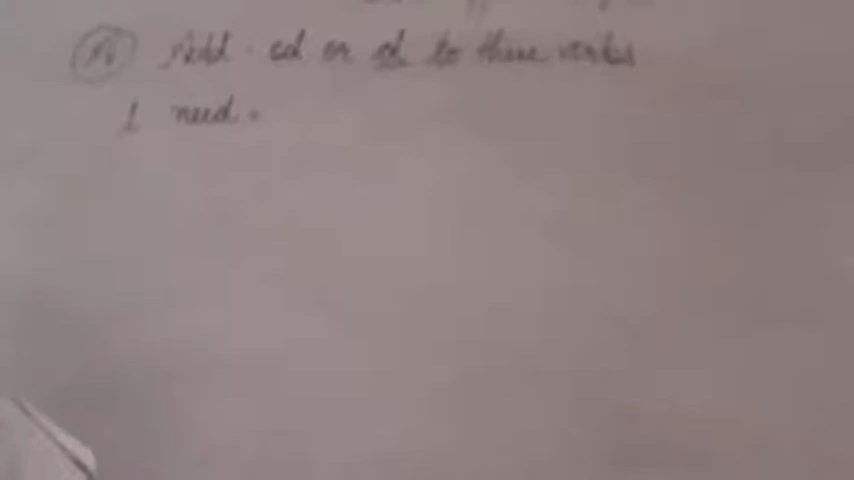 Add - ed or d to these verbs
1 need =